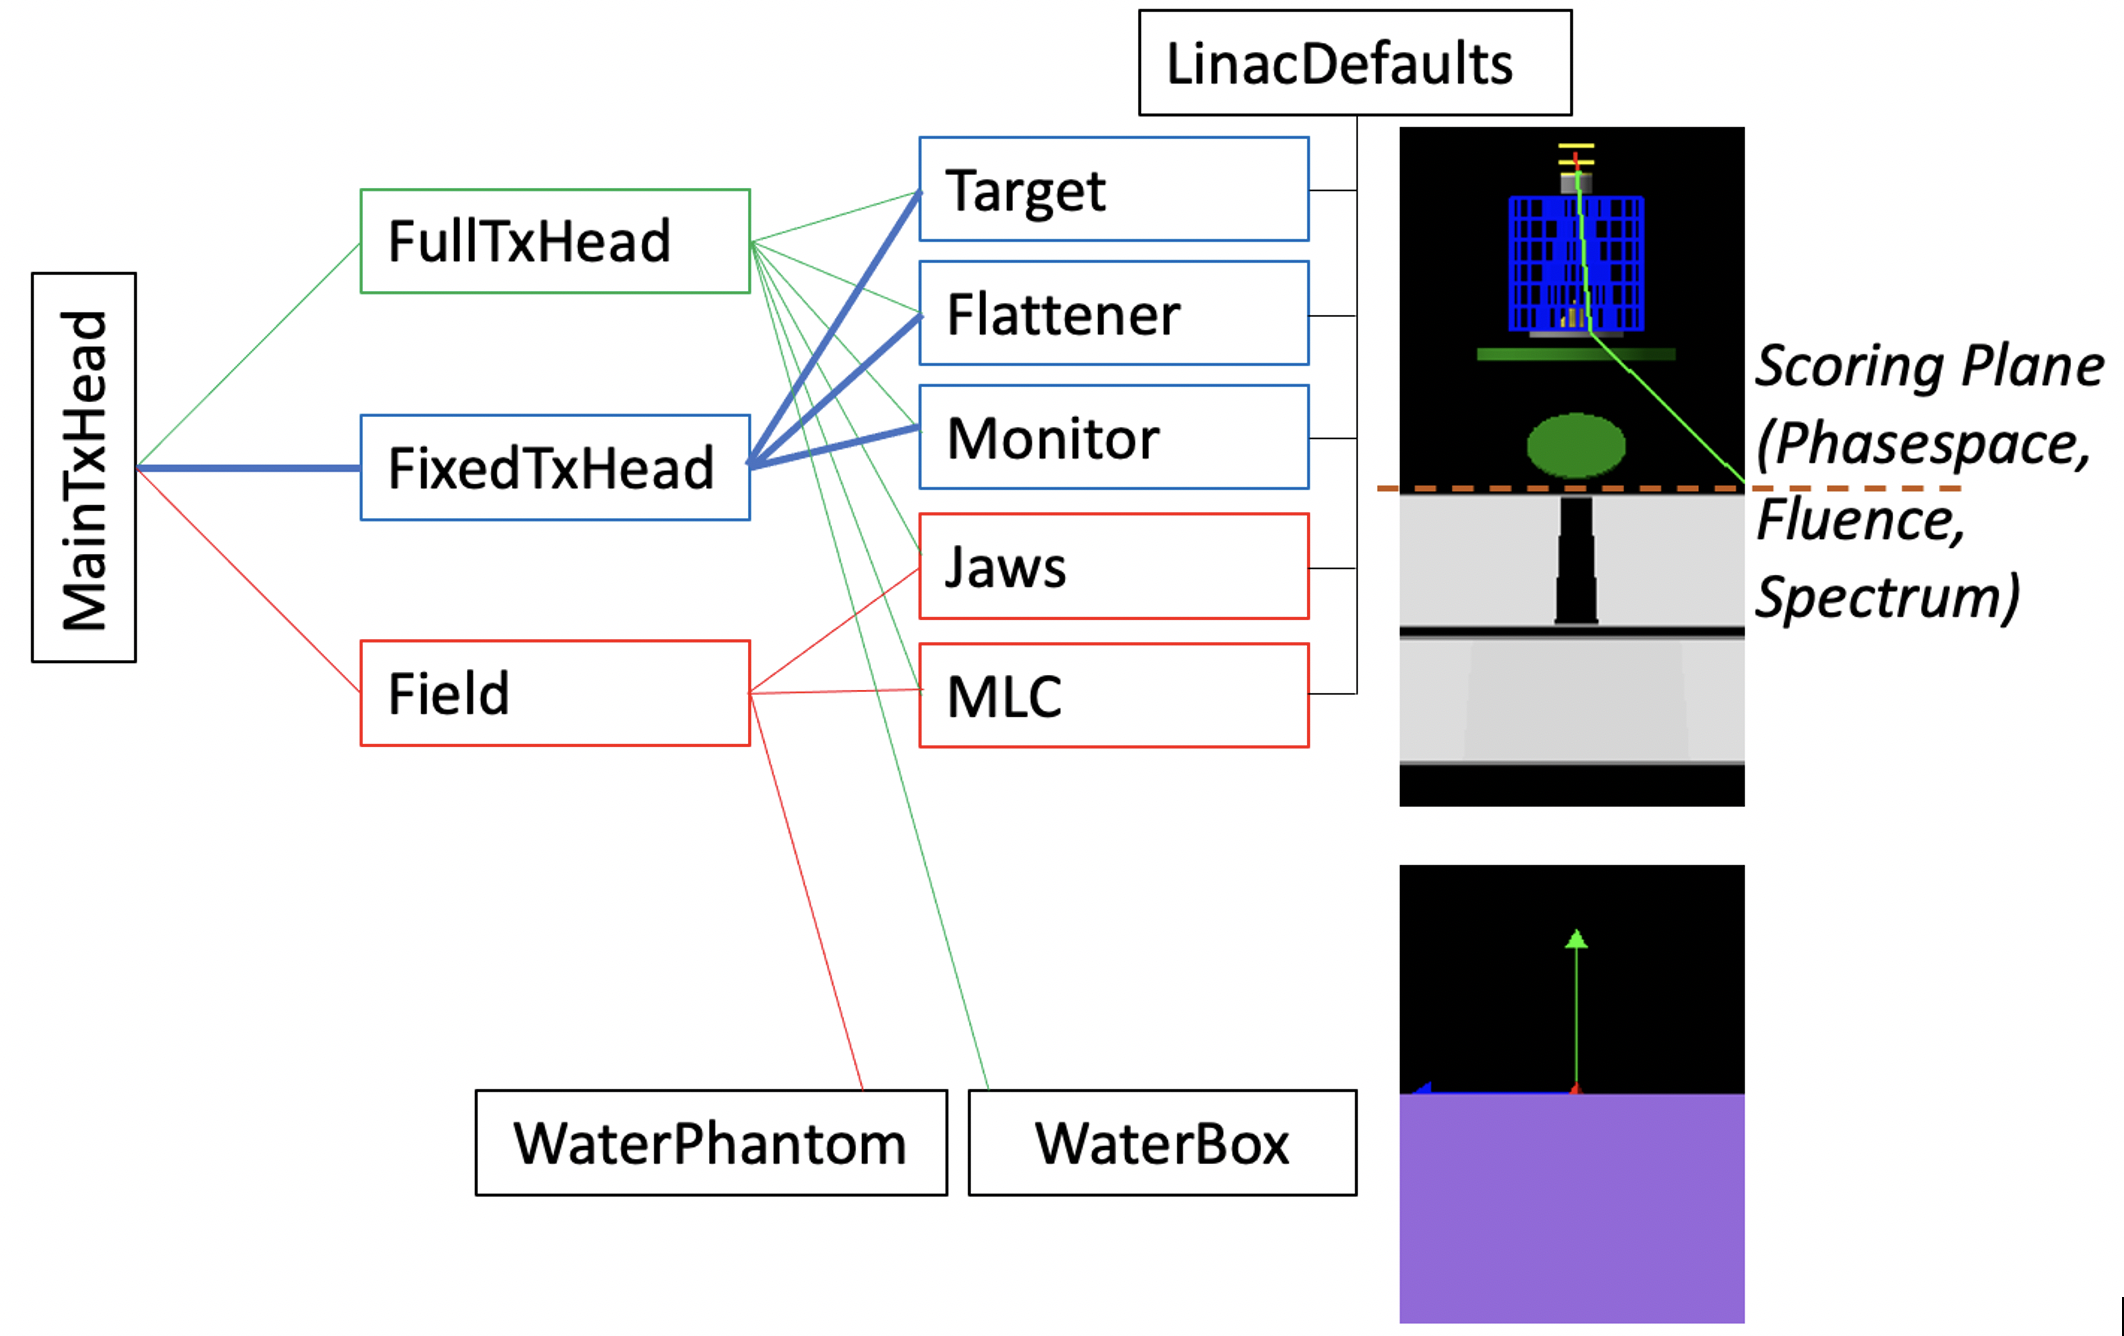 LinacDefaults
MainTxHead
FullTxHead
FixedTxHead
Field
Target
Flattener
Monitor
Jaws
MLC
Scoring Plane
(Phasespace,
Fluence,
Spectrum)
WaterPhantom
WaterBox